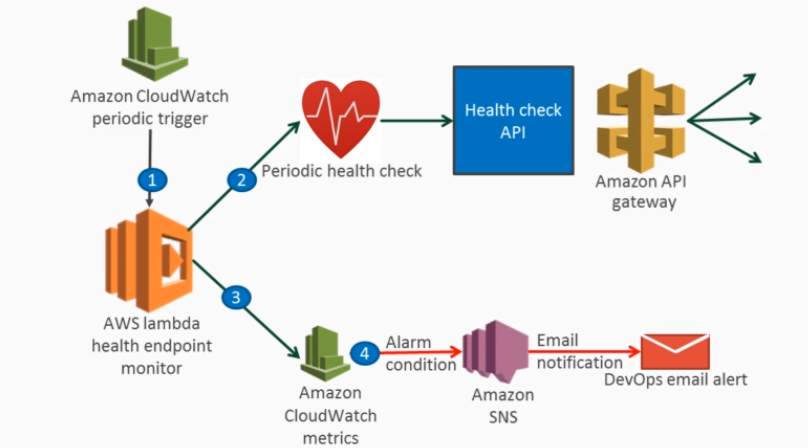 Amazon CloudWatch
periodic trigger
1
2
Periodic health check
Health check
API
Amazon API
gateway
AWS lambda
health endpoint
monitor
3
Amazon
CloudWatch
metrics
4
Alarm
condition
Amazon
SNS
Email
notification
DevOps email alert